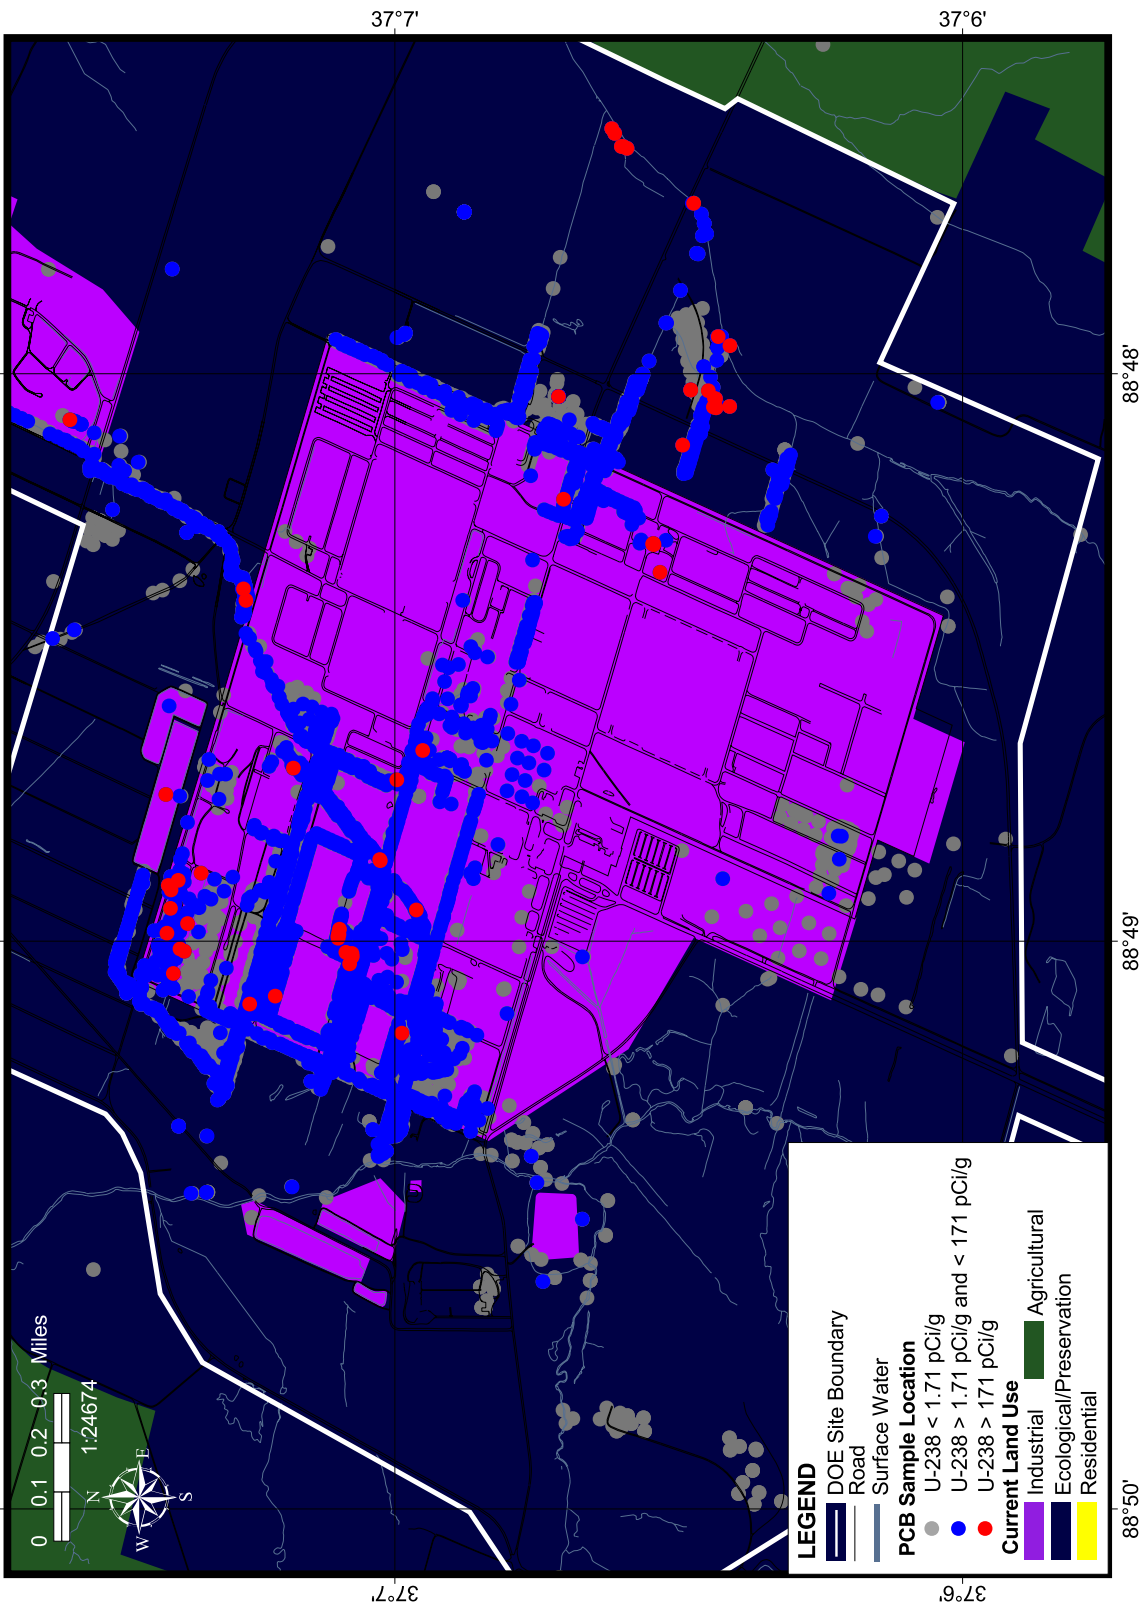 37°7'
37°6'
88°48'
88°49'
88°50'
37°7'
37°6'
0 0.1 0.2 0.3 Miles
1:24674
N
W E
S
LEGEND
DOE Site Boundary
Road
Surface Water
PCB Sample Location
U-238 < 1.71 pCi/g
U-238 > 1.71 pCi/g and < 171 pCi/g
U-238 > 171 pCi/g
Current Land Use
Industrial Agricultural
Ecological/Preservation
Residential